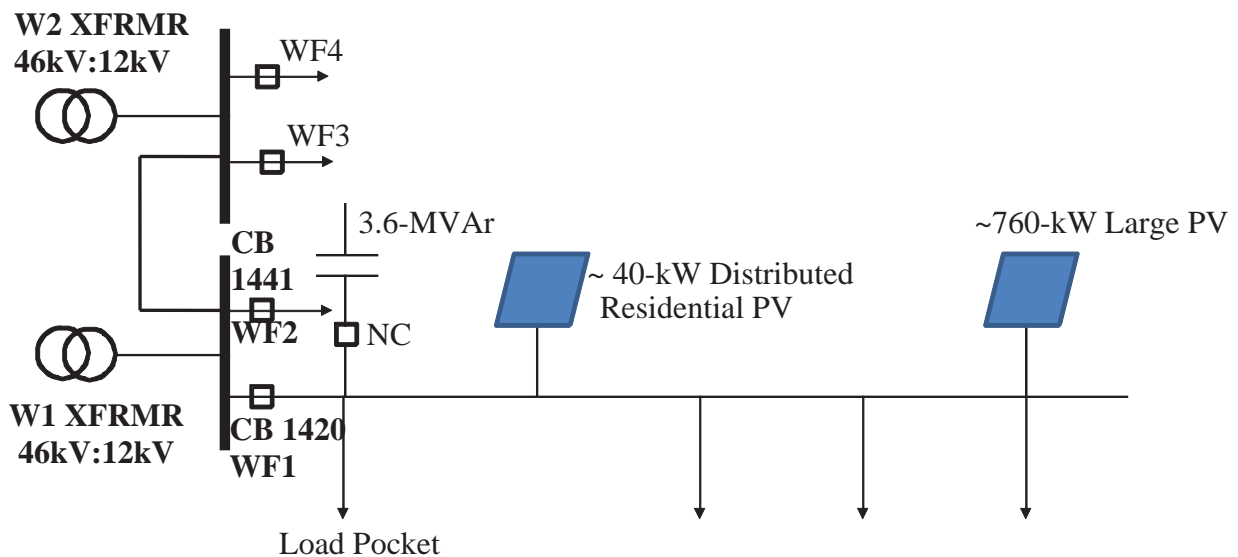 W2 XFRMR
46kV:12kV
WF4
WF3
3.6-MVAr
~760-kW Large PV
CB
1441
WF2
~ 40-kW Distributed
Residential PV
NC
W1 XFRMR
46kV:12kV
CB 1420
WF1
Load Pocket